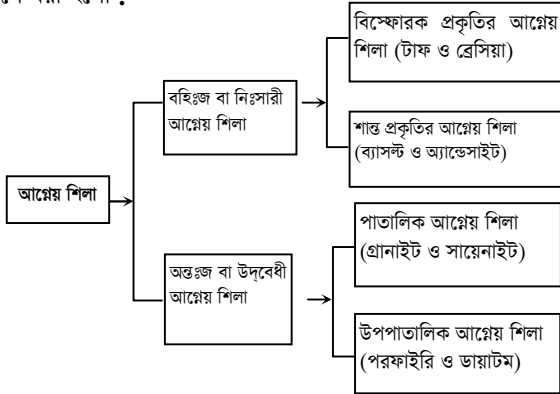 বিস্ফোরক প্রকৃতির আগ্নেয়
শিলা (টাফ ও ব্রেসিয়া)
বহিঃজ বা নিঃসারী
আগ্নেয় শিলা
শান্ত প্রকৃতির আগ্নেয় শিলা
(ব্যাসল্ট ও অ্যান্ডেসাইট)
আগ্নেয় শিলা
পাতালিক আগ্নেয় শিলা
(গ্রানাইট ও সায়েনাইট)
অন্তঃজ বা উদ্‌বেধী
আগ্নেয় শিলা
উপপাতালিক আগ্নেয় শিলা
(পরফাইরি ও ডায়াটম)